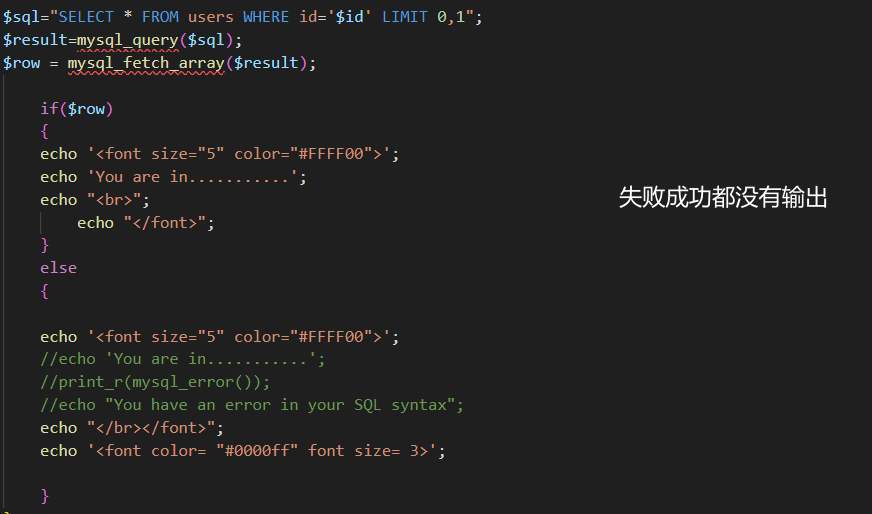 $sql="SELECT * FROM users WHERE id='$id' LIMIT 0,1";
$result=mysql_query($sql);
$row = mysql_fetch_array($result);
if($row)
{
echo '<font size="5" color="#FFFF00">';
echo 'You are in...........';
echo "<br>";
echo "</font>";
}
else
{
echo '<font size="5" color="#FFFF00">';
//echo 'You are in...........';
//print_r(mysql_error());
//echo "You have an error in your SQL syntax";
echo "</br></font>";
echo '<font color= "#0000ff" font size= 3>';
}
失败成功都没有输出